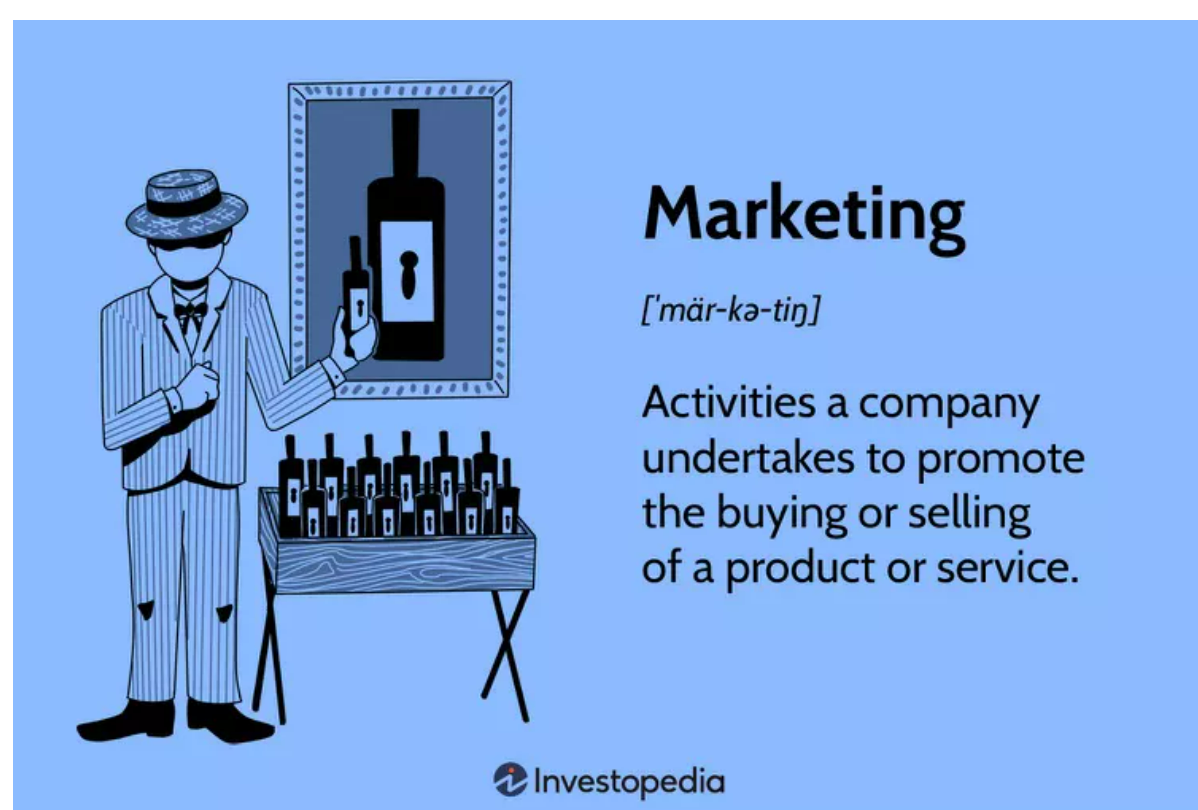 Marketing
['mär-kə-tiŋ]
Activities a company
undertakes to promote
the buying or selling
of a product or service.
Investopedia